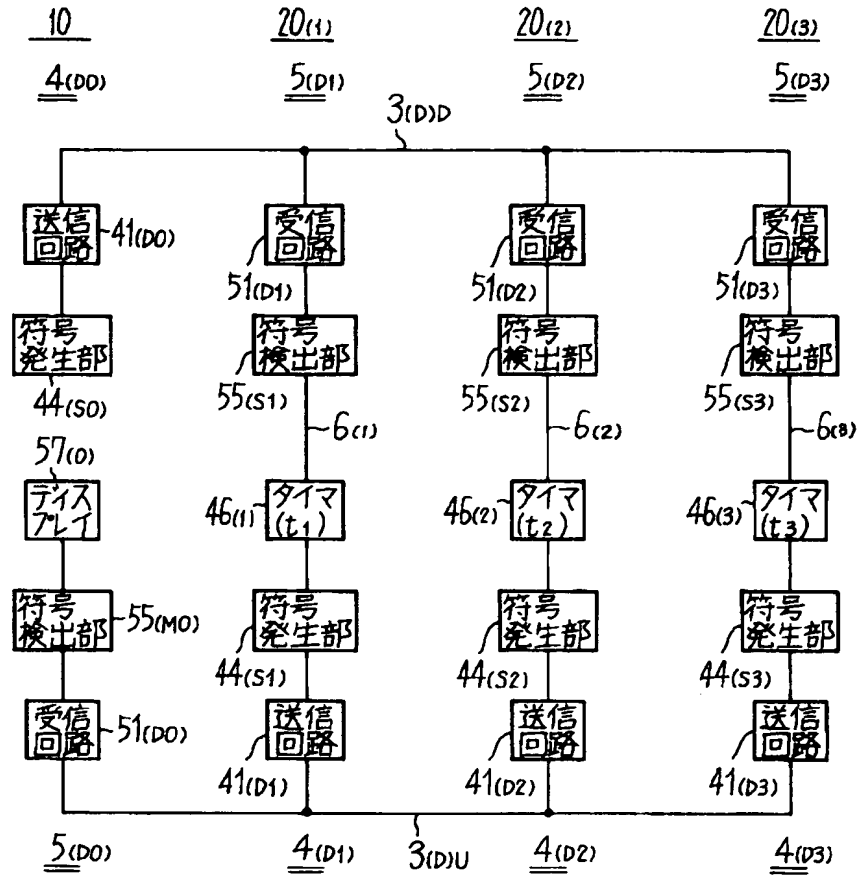 10 20(1) 20(2) 20(3)
4(D0) 5(D1) 5(D2) 5(D3)
3(D)D
送信
回路
41(D0)
受信
回路
51(D1)
受信
回路
51(D2)
受信
回路
51(D3)
符号
発生部
44(S0)
符号
検出部
55(S1)
符号
検出部
55(S2)
符号
検出部
55(S3)
6(1) 6(2) 6(3)
57(0)
ディス
プレイ
46(1)
タイマ
(t1)
46(2)
タイマ
(t2)
46(3)
タイマ
(t3)
符号
検出部
55(M0)
符号
発生部
44(S1)
符号
発生部
44(S2)
符号
発生部
44(S3)
受信
回路
51(D0)
送信
回路
41(D1)
送信
回路
41(D2)
送信
回路
41(D3)
3(D)U
5(D0) 4(D1) 4(D2) 4(D3)